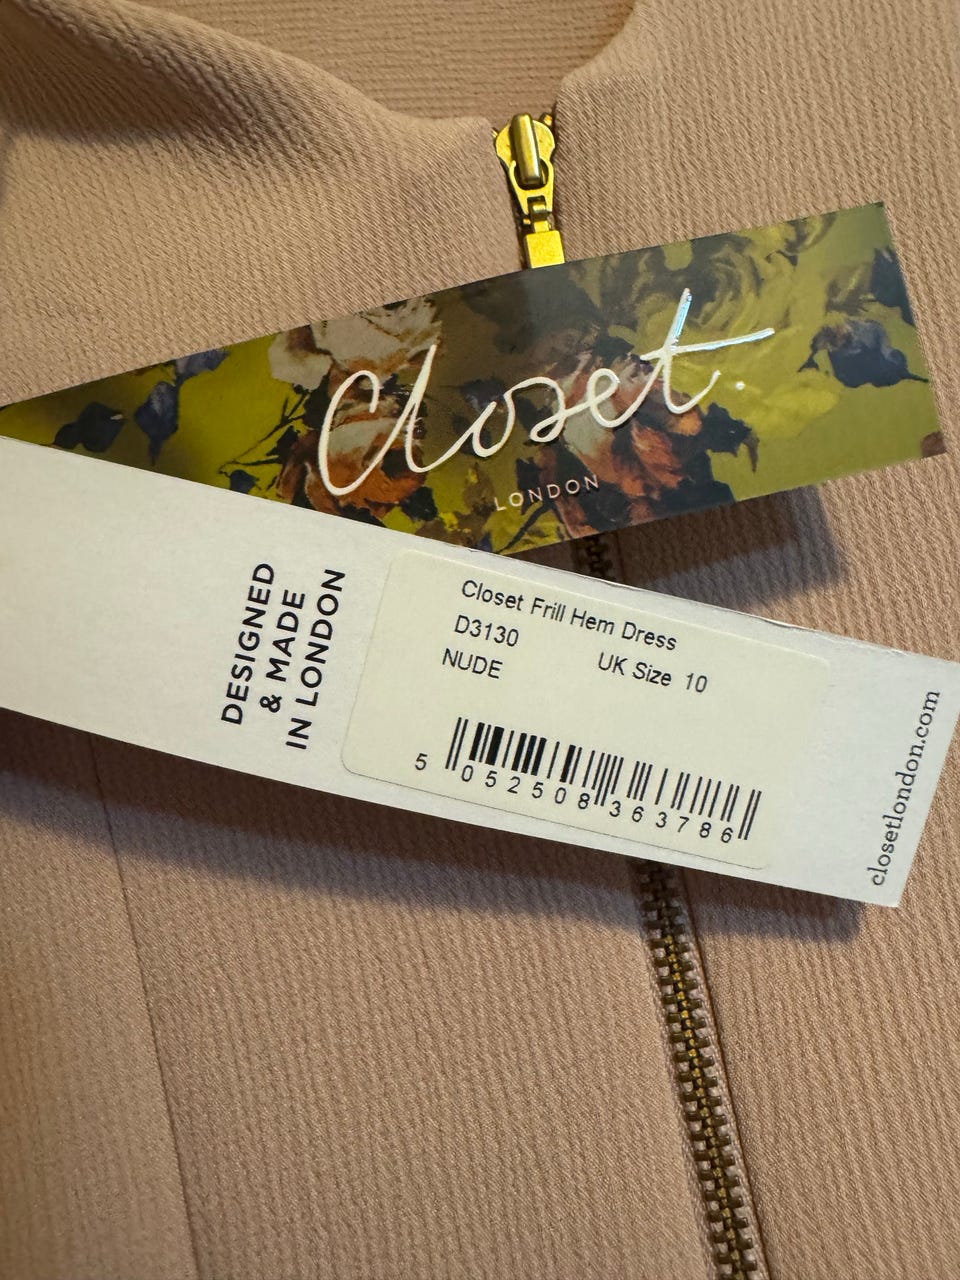 Closet.
LONDON
DESIGNED
& MADE
IN LONDON
Closet Frill Hem Dress
D3130
NUDE UK Size 10
5 052508 363786
closetlondon.com